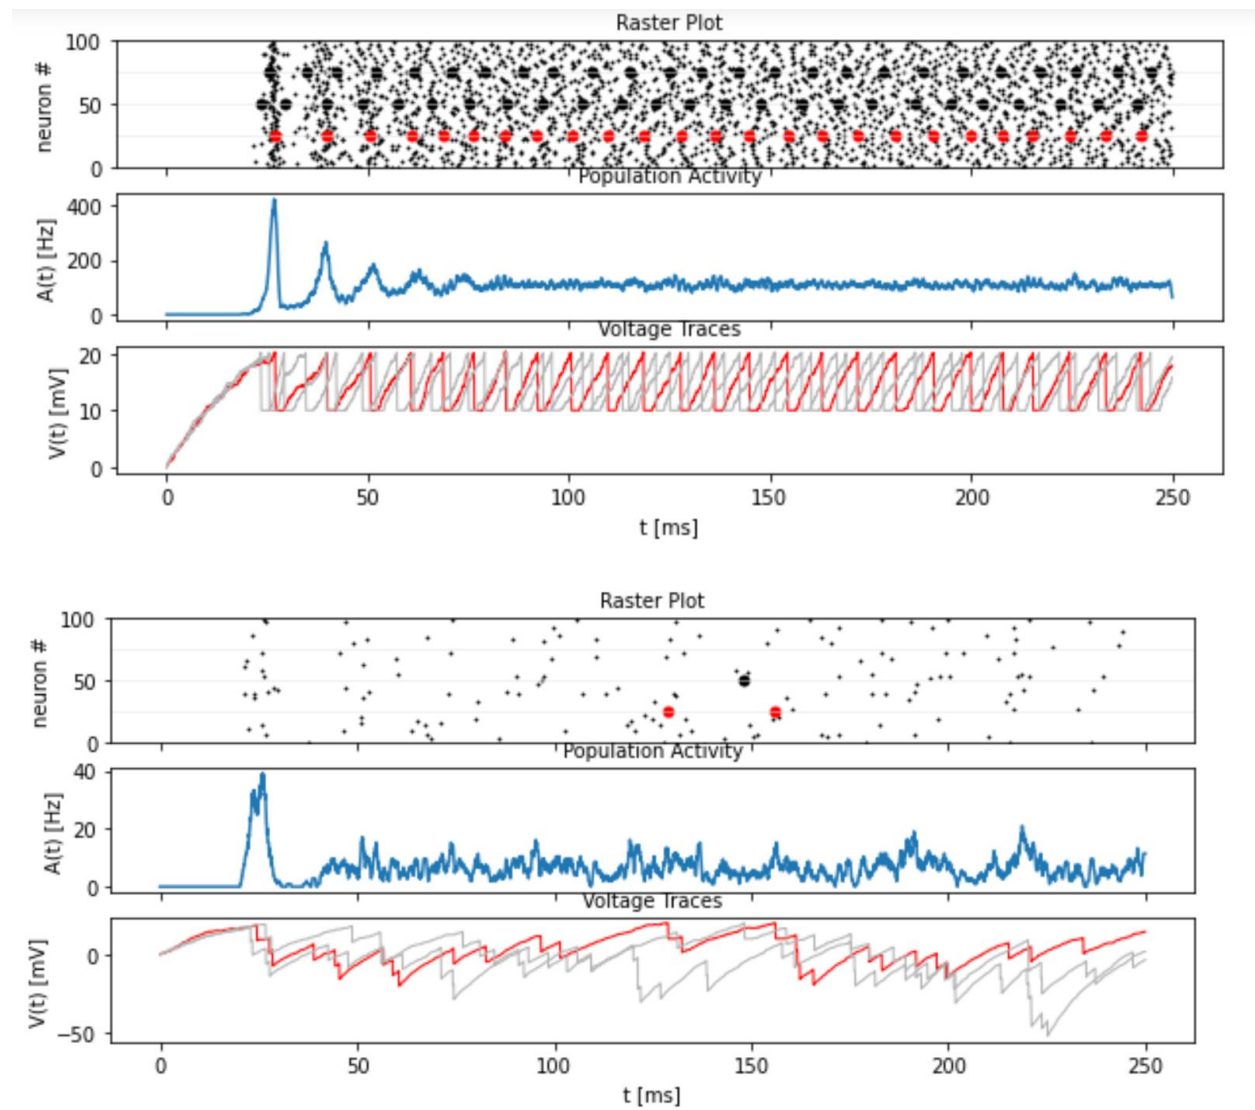 Raster Plot
100
50
0
neuron #
Population Activity
400
200
0
A(t) [Hz]
Voltage Traces
20
10
0
V(t) [mV]
0 50 100 150 200 250
t [ms]
Raster Plot
100
50
0
neuron #
Population Activity
40
20
0
A(t) [Hz]
Voltage Traces
0
−50
V(t) [mV]
0 50 100 150 200 250
t [ms]